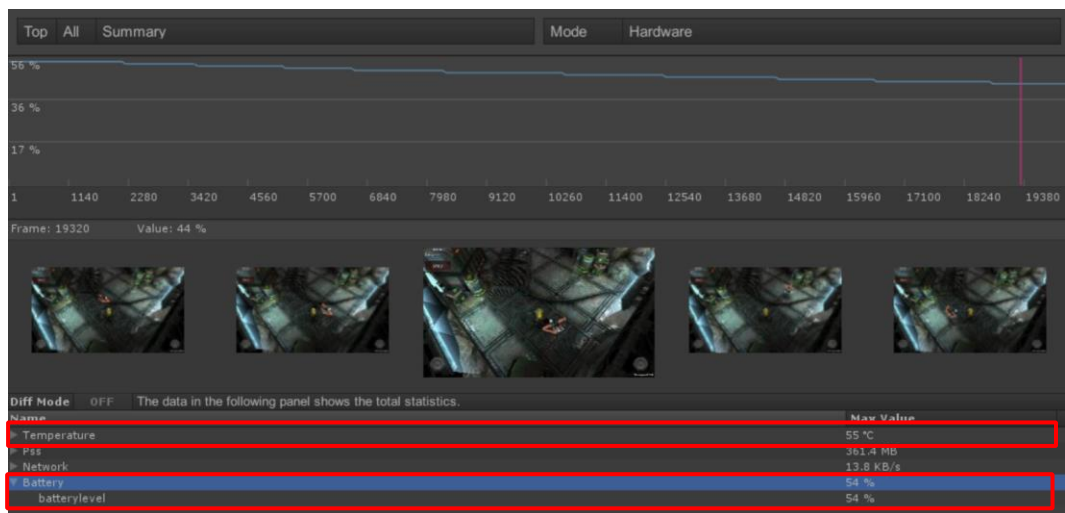 Top All Summary Mode Hardware
56 %
36 %
17 %
1 1140 2280 3420 4560 5700 6840 7980 9120 10260 11400 12540 13680 14820 15960 17100 18240 19380
Frame: 19320 Value: 44 %
Diff Mode OFF The data in the following panel shows the total statistics.
Name Max Value
Temperature 55 °C
Pss 361.4 MB
Network 13.8 KB/s
Battery 54 %
batterylevel 54 %